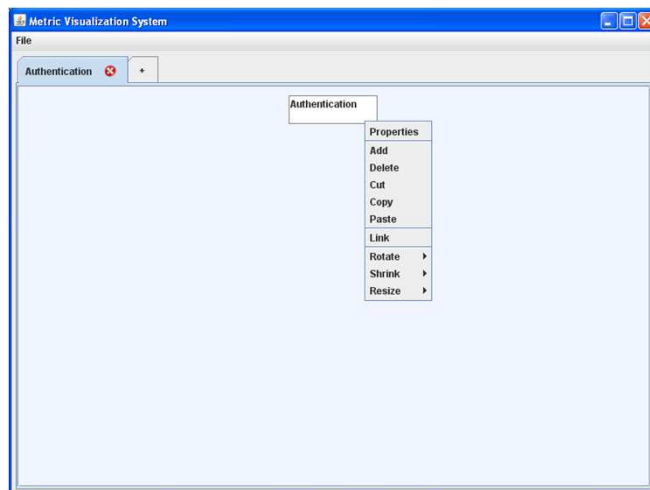 Metric Visualization System
File
Authentication +
Authentication
Properties
Add
Delete
Cut
Copy
Paste
Link
Rotate
Shrink
Resize